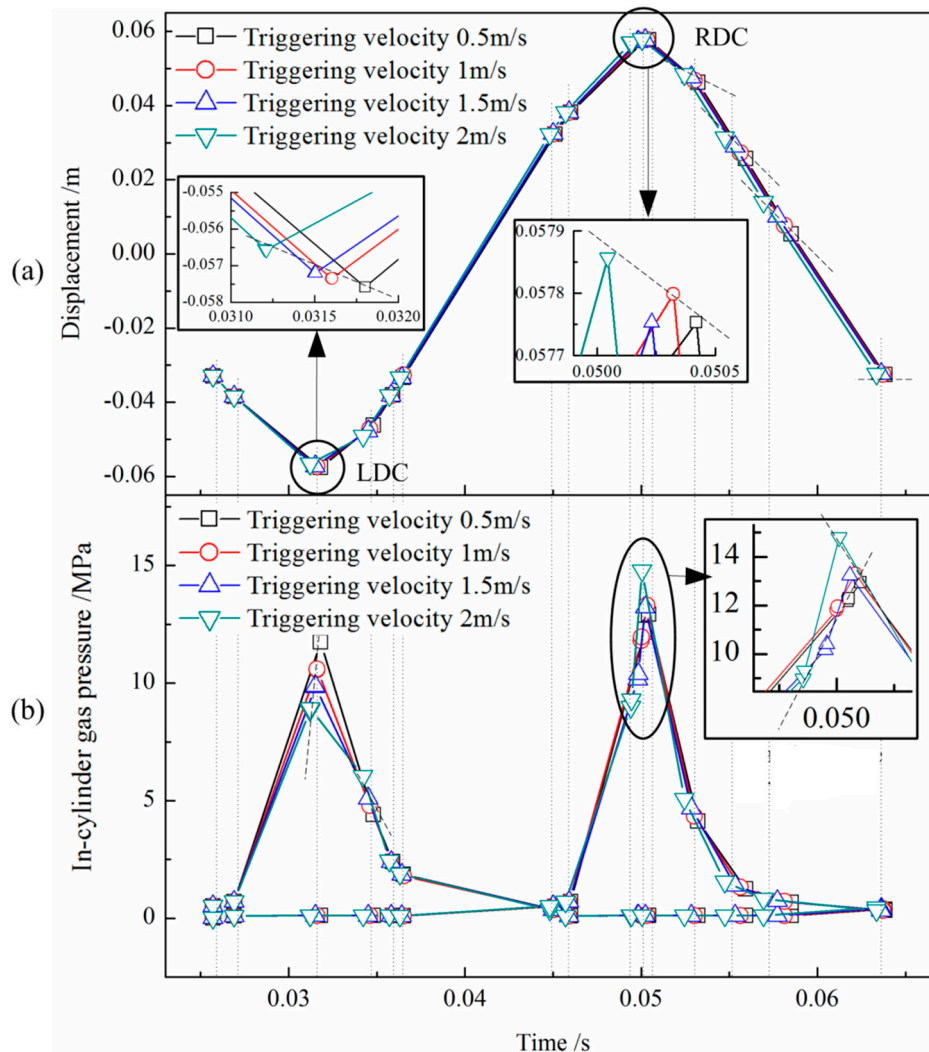 (a)
Displacement /m
0.06
0.04
0.02
0.00
-0.02
-0.04
-0.06
Triggering velocity 0.5m/s
Triggering velocity 1m/s
Triggering velocity 1.5m/s
Triggering velocity 2m/s
RDC
LDC
-0.055
-0.056
-0.057
-0.058
0.0310 0.0315 0.0320
0.0579
0.0578
0.0577
0.0500 0.0505
(b)
In-cylinder gas pressure /MPa
15
10
5
0
Triggering velocity 0.5m/s
Triggering velocity 1m/s
Triggering velocity 1.5m/s
Triggering velocity 2m/s
14
12
10
0.050
0.03 0.04 0.05 0.06
Time /s